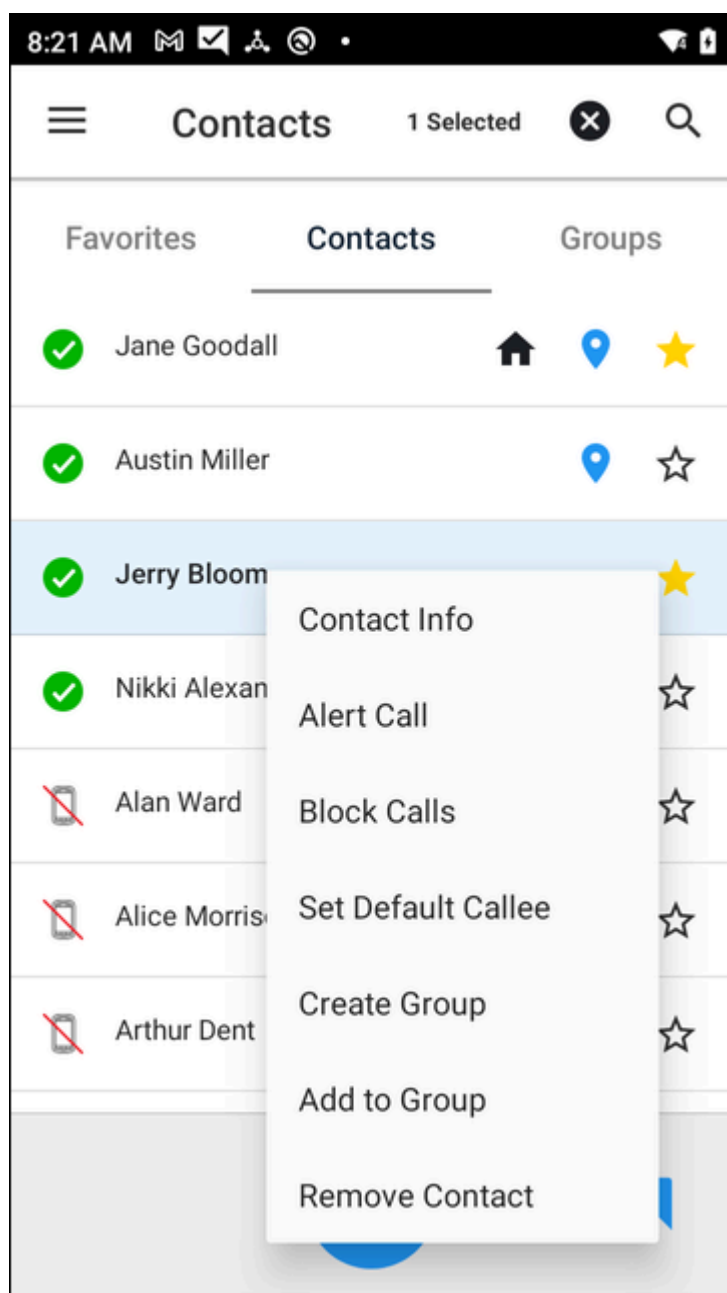 8:21 AM
Contacts 1 Selected
Favorites Contacts Groups
Jane Goodall
Austin Miller
Jerry Bloom
Contact Info
Nikki Alexan
Alert Call
Alan Ward
Block Calls
Alice Morris
Set Default Callee
Arthur Dent
Create Group
Add to Group
Remove Contact